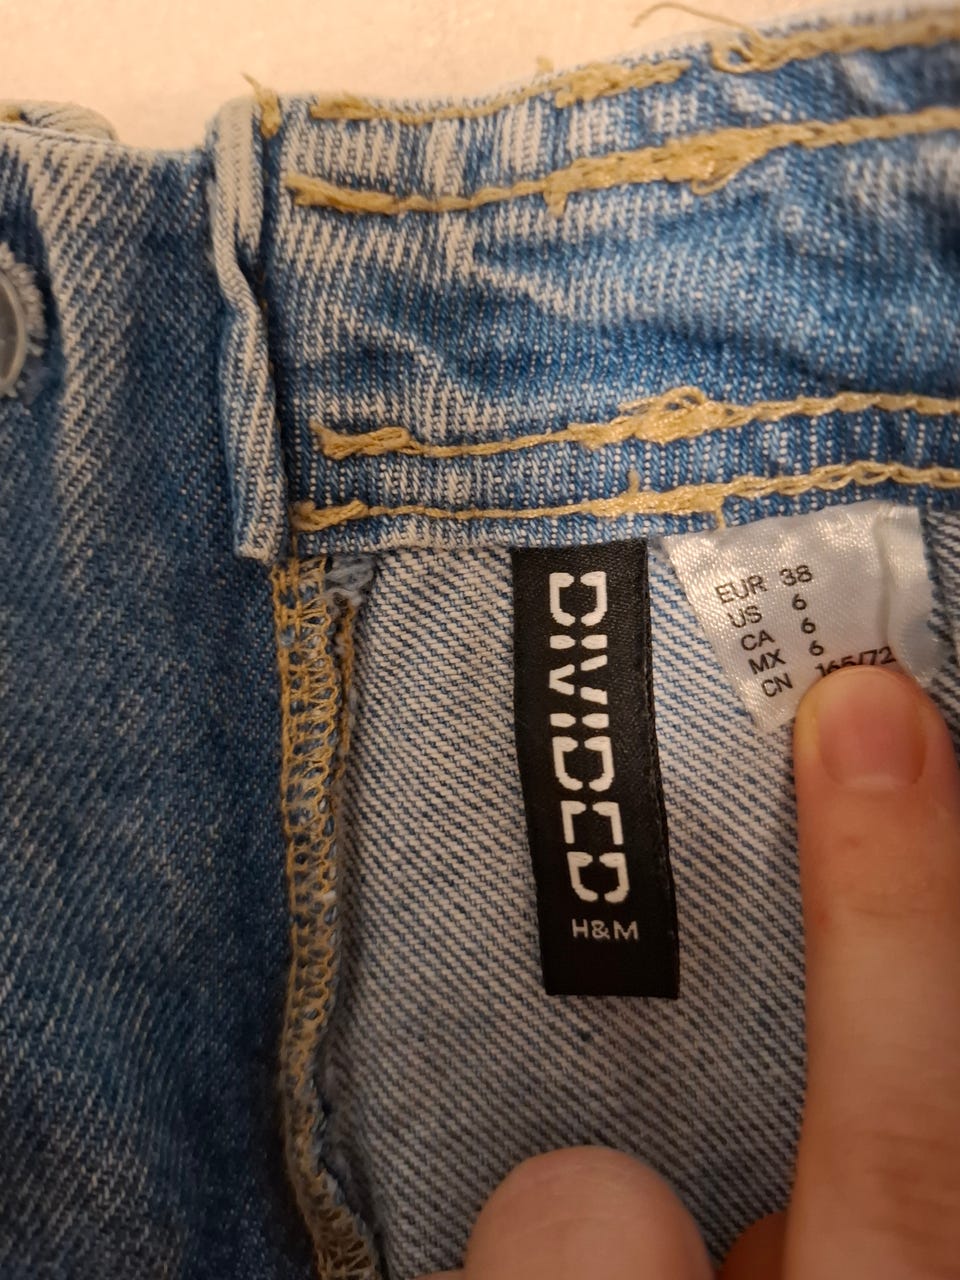 DIVIDED
H&M
EUR 38
US 6
CA 6
MX 6
CN 165/72